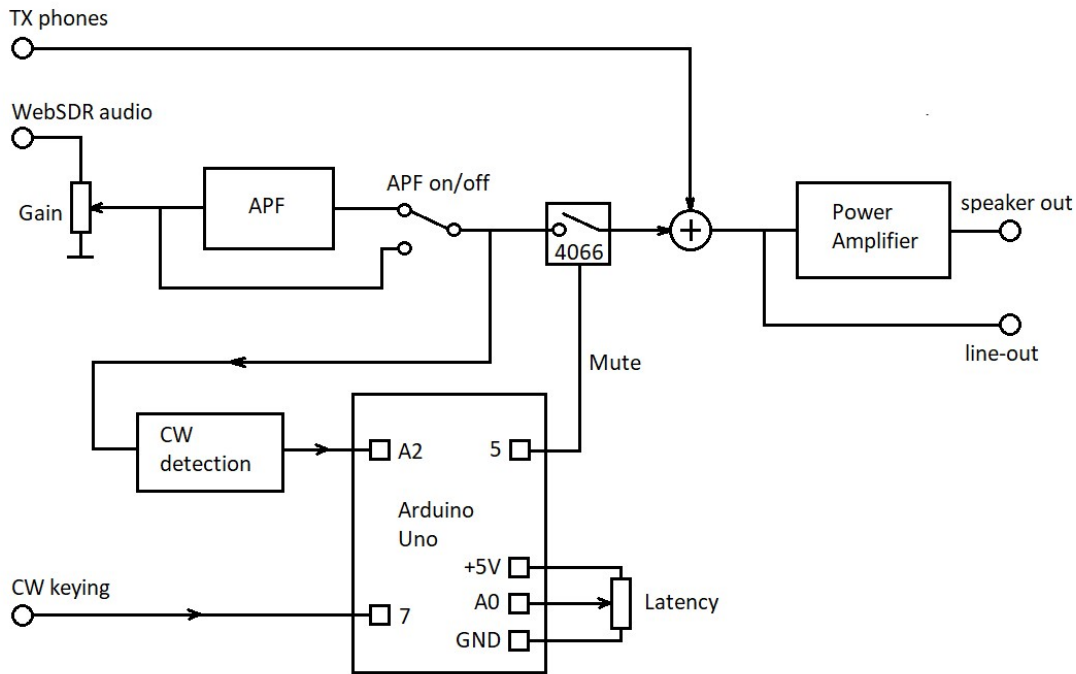 TX phones
WebSDR audio
Gain
APF
APF on/off
4066
+
Power
Amplifier
speaker out
line-out
Mute
CW
detection
A2
5
Arduino
Uno
+5V
A0
GND
Latency
CW keying
7